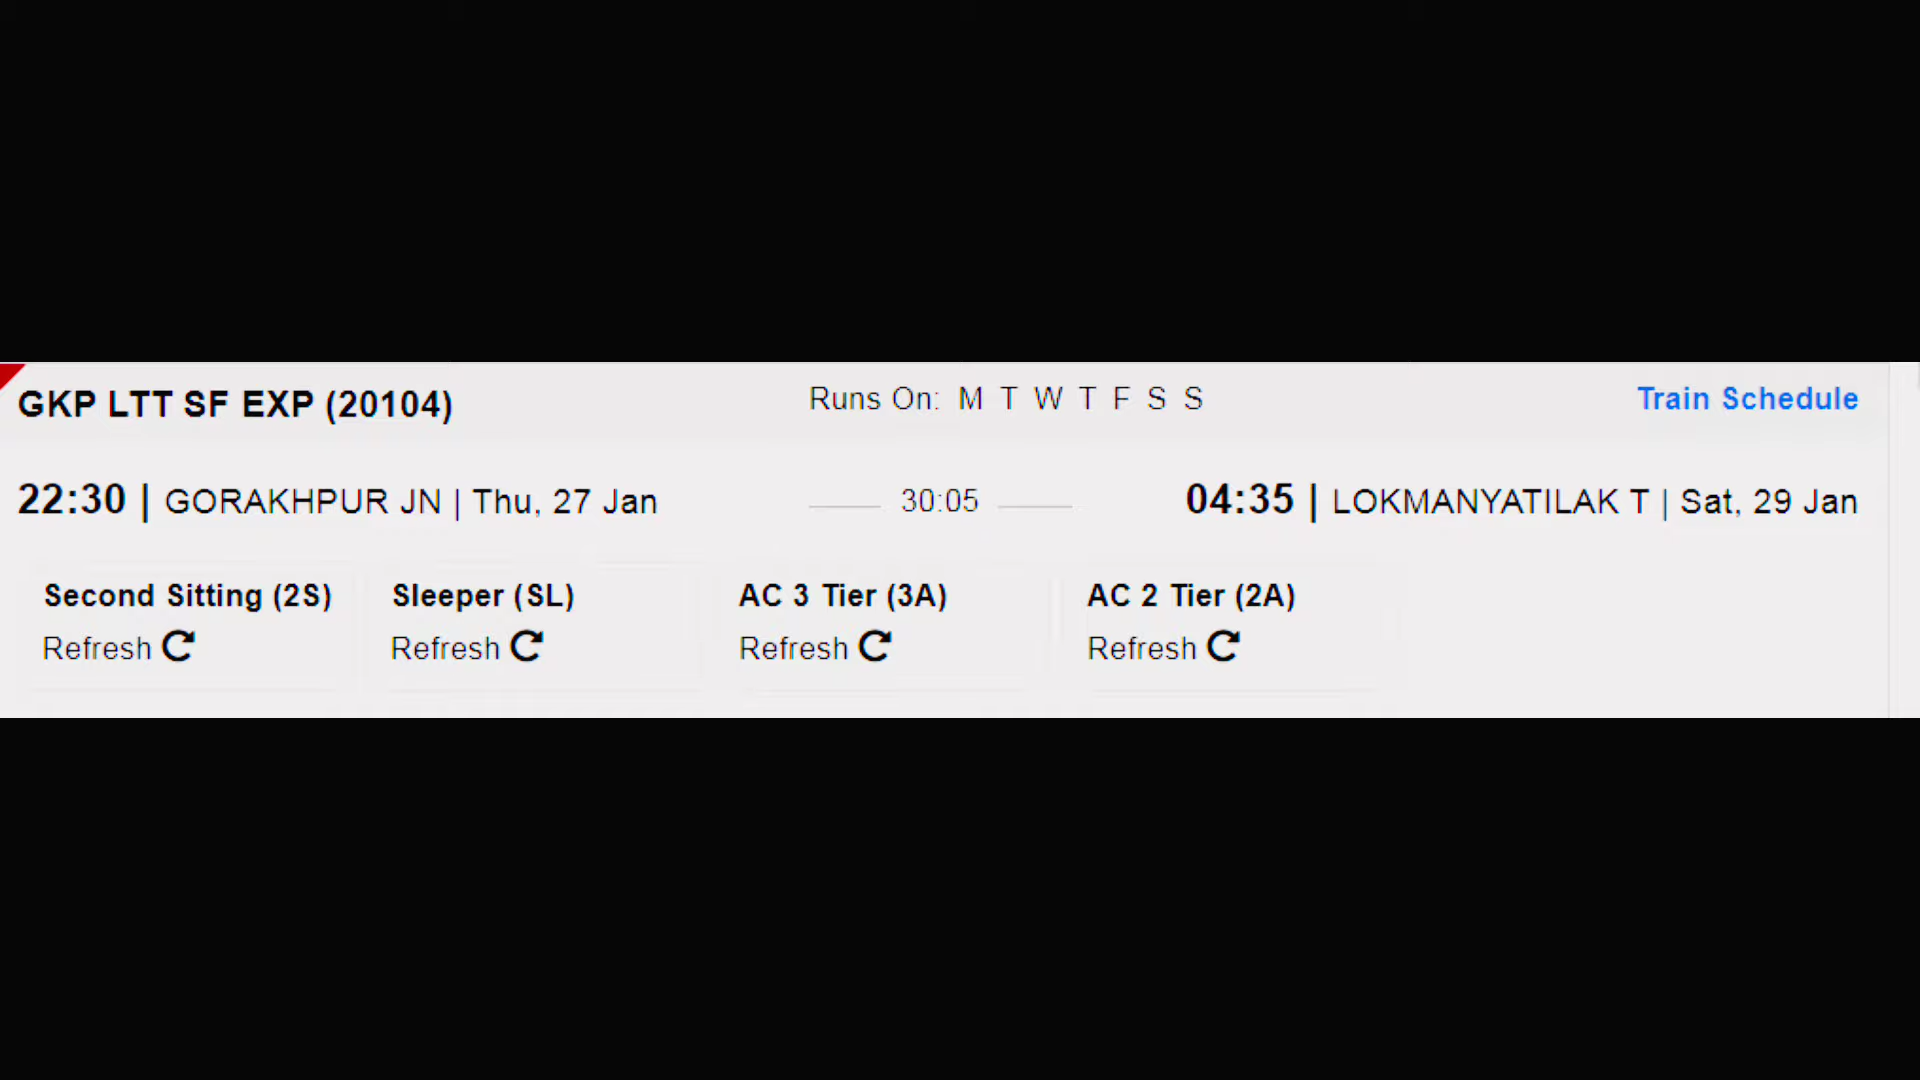 GKP LTT SF EXP (20104) Runs On: M T W T F S S Train Schedule
22:30 | GORAKHPUR JN | Thu, 27 Jan 30:05 04:35 | LOKMANYATILAK T | Sat, 29 Jan
Second Sitting (2S) Sleeper (SL) AC 3 Tier (3A) AC 2 Tier (2A)
Refresh Refresh Refresh Refresh